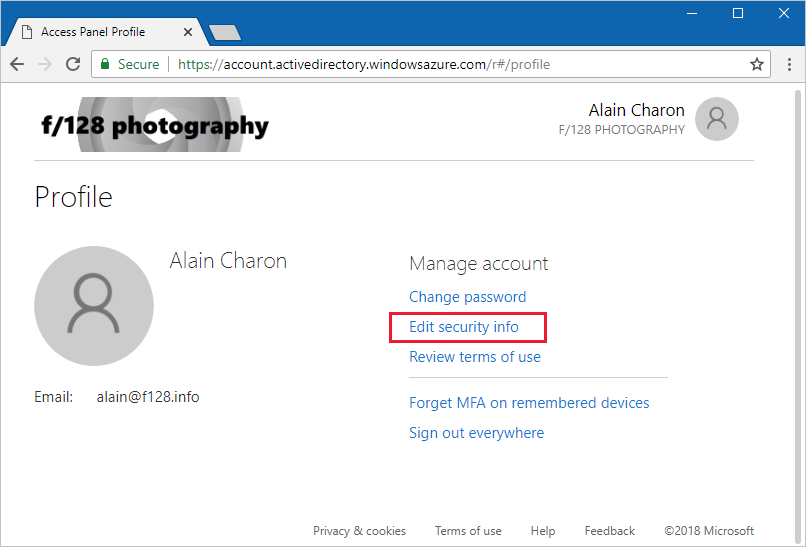 Access Panel Profile
Secure https://account.activedirectory.windowsazure.com/r#/profile
f/128 photography
Alain Charon
F/128 PHOTOGRAPHY
Profile
Alain Charon
Email: alain@f128.info
Manage account
Change password
Edit security info
Review terms of use
Forget MFA on remembered devices
Sign out everywhere
Privacy & cookies Terms of use Help Feedback ©2018 Microsoft